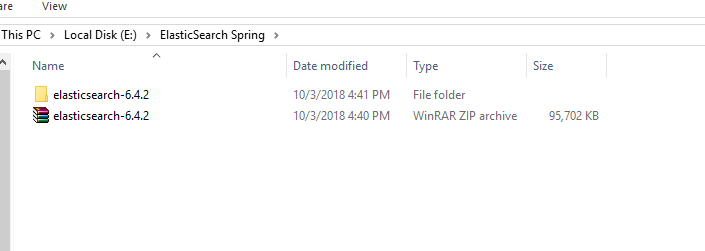 are View
This PC > Local Disk (E:) > ElasticSearch Spring >
Name Date modified Type Size
elasticsearch-6.4.2 10/3/2018 4:41 PM File folder
elasticsearch-6.4.2 10/3/2018 4:40 PM WinRAR ZIP archive 95,702 KB